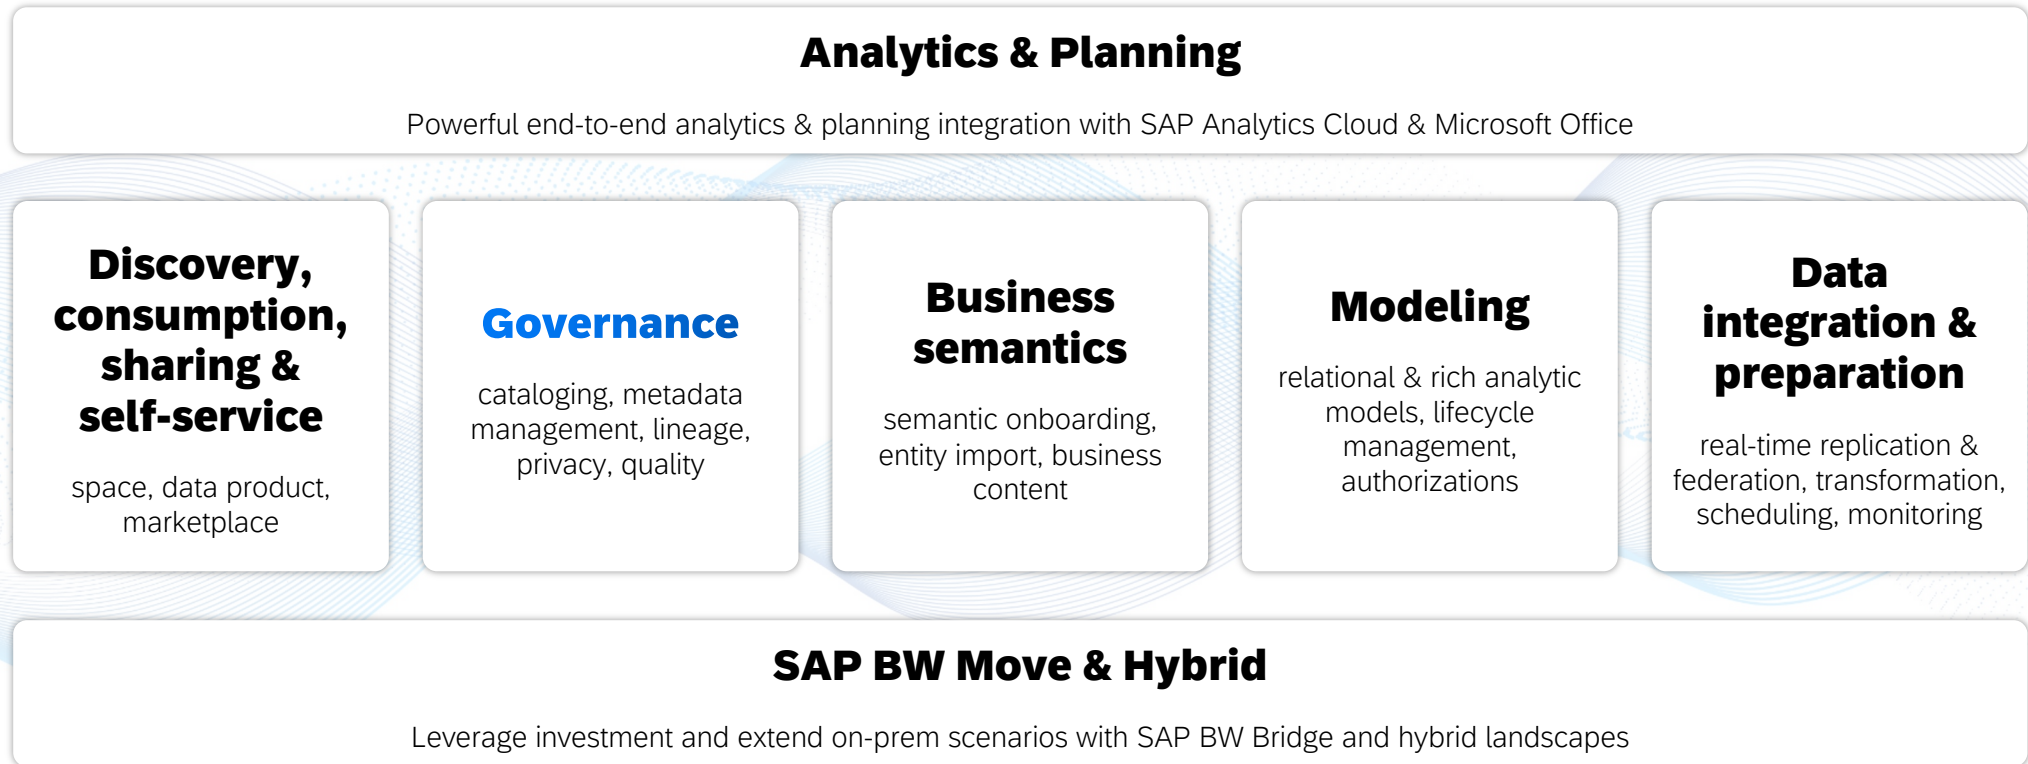 Analytics & Planning
Powerful end-to-end analytics & planning integration with SAP Analytics Cloud & Microsoft Office
Discovery,
consumption,
sharing &
self-service
space, data product,
marketplace
Governance
cataloging, metadata
management, lineage,
privacy, quality
Business
semantics
semantic onboarding,
entity import, business
content
Modeling
relational & rich analytic
models, lifecycle
management,
authorizations
Data
integration &
preparation
real-time replication &
federation, transformation,
scheduling, monitoring
SAP BW Move & Hybrid
Leverage investment and extend on-prem scenarios with SAP BW Bridge and hybrid landscapes